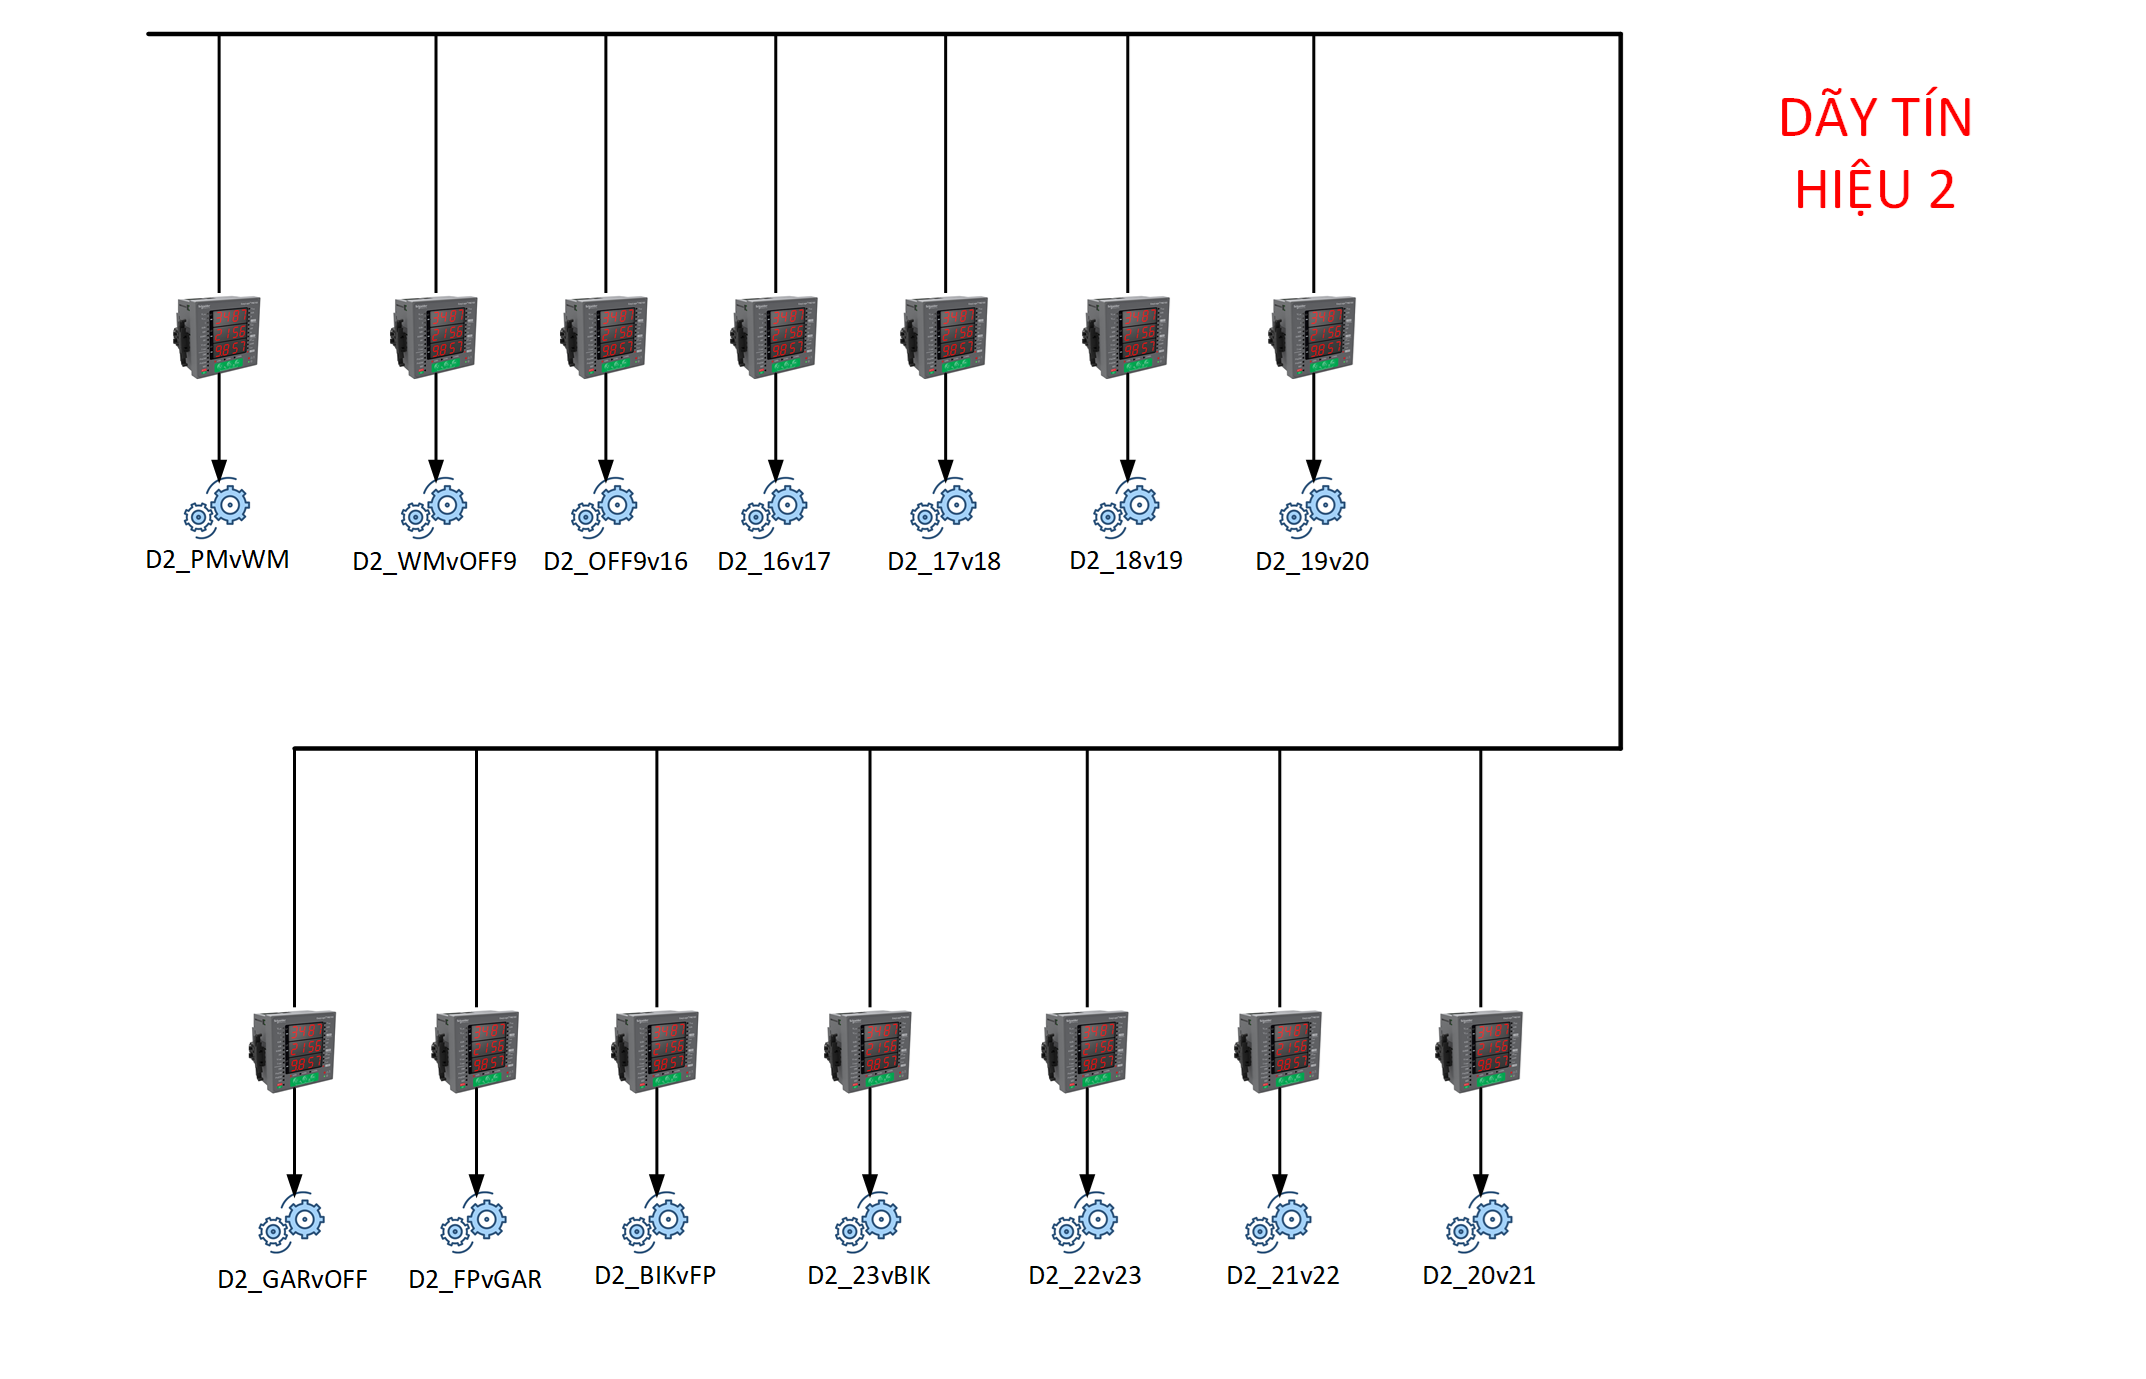 DÃY TÍN
HIỆU 2
D2_PMvWM
D2_WMvOFF9
D2_OFF9v16
D2_16v17
D2_17v18
D2_18v19
D2_19v20
D2_GARvOFF
D2_FPvGAR
D2_BIKvFP
D2_23vBIK
D2_22v23
D2_21v22
D2_20v21